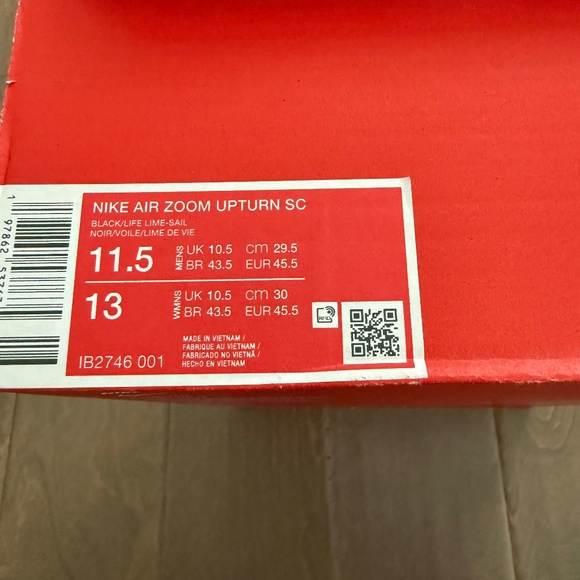 NIKE AIR ZOOM UPTURN SC
BLACK/LIFE LIME-SAIL
NOIR/VOILE/LIME DE VIE
11.5 MENS UK 10.5 CM 29.5
BR 43.5 EUR 45.5
13 WMNS UK 10.5 CM 30
BR 43.5 EUR 45.5
MADE IN VIETNAM /
FABRIQUE AU VIETNAM /
FABRICADO NO VIETNÃ /
HECHO EN VIETNAM
IB2746 001
1 97862